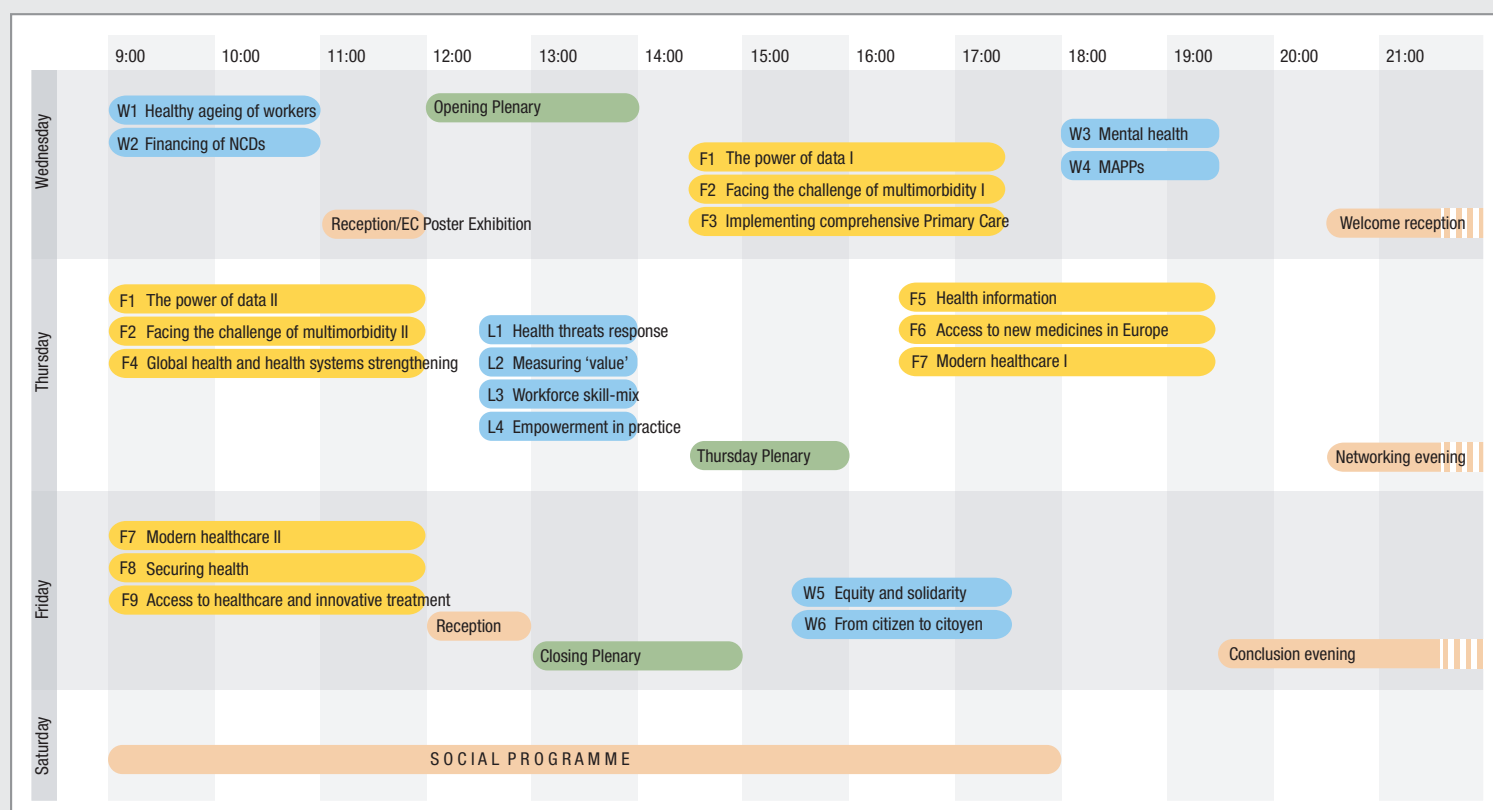 9:00 10:00 11:00 12:00 13:00 14:00 15:00 16:00 17:00 18:00 19:00 20:00 21:00
Wednesday
W1 Healthy ageing of workers
Opening Plenary
W2 Financing of NCDs
W3 Mental health
F1 The power of data I
W4 MAPPs
F2 Facing the challenge of multimorbidity I
F3 Implementing comprehensive Primary Care
Reception/EC Poster Exhibition
Welcome reception
Thursday
F1 The power of data II
F5 Health information
F2 Facing the challenge of multimorbidity II
L1 Health threats response
F6 Access to new medicines in Europe
F4 Global health and health systems strengthening
L2 Measuring ‘value’
F7 Modern healthcare I
L3 Workforce skill-mix
L4 Empowerment in practice
Thursday Plenary
Networking evening
Friday
F7 Modern healthcare II
F8 Securing health
W5 Equity and solidarity
F9 Access to healthcare and innovative treatment
Reception
W6 From citizen to citoyen
Closing Plenary
Conclusion evening
Saturday
SOCIAL PROGRAMME